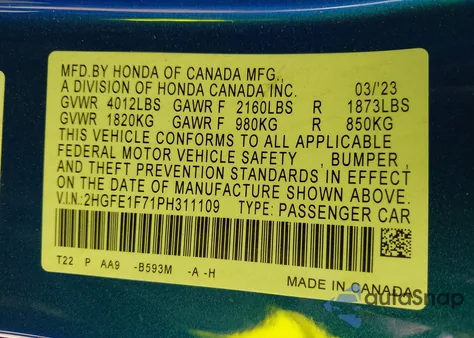 MFD.BY HONDA OF CANADA MFG.,
A DIVISION OF HONDA CANADA INC. 03/'23
GVWR 4012LBS GAWR F 2160LBS R 1873LBS
GVWR 1820KG GAWR F 980KG R 850KG
THIS VEHICLE CONFORMS TO ALL APPLICABLE
FEDERAL MOTOR VEHICLE SAFETY , BUMPER,
AND THEFT PREVENTION STANDARDS IN EFFECT
ON THE DATE OF MANUFACTURE SHOWN ABOVE.
V.I.N.:2HGFE1F71PH311109 TYPE: PASSENGER CAR
T22 P AA9 -B593M -A -H
MADE IN CANADA
autoSnap